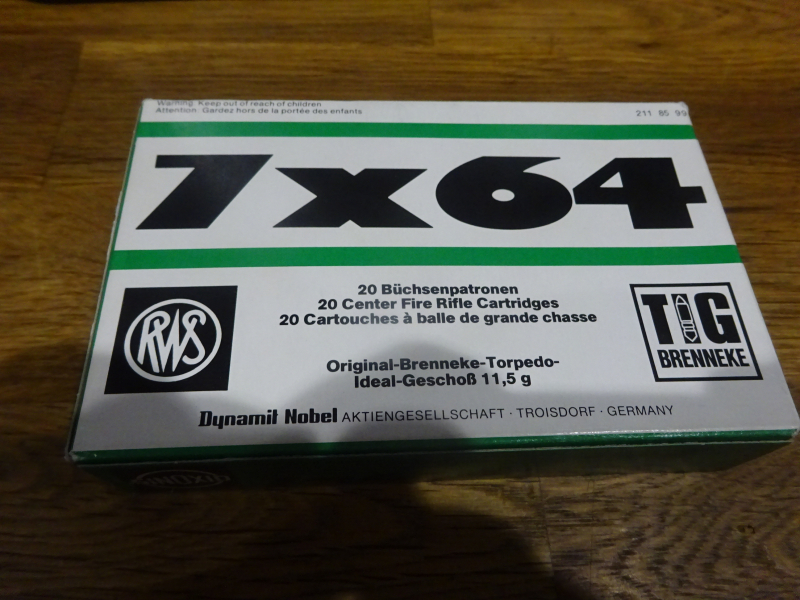 Warning: Keep out of reach of children
Attention: Gardez hors de la portée des enfants
211 85 99
7x64
20 Büchsenpatronen
20 Center Fire Rifle Cartridges
20 Cartouches à balle de grande chasse
RWS
TIG
BRENNEKE
Original-Brenneke-Torpedo-
Ideal-Geschoß 11,5 g
Dynamit Nobel AKTIENGESELLSCHAFT · TROISDORF · GERMANY